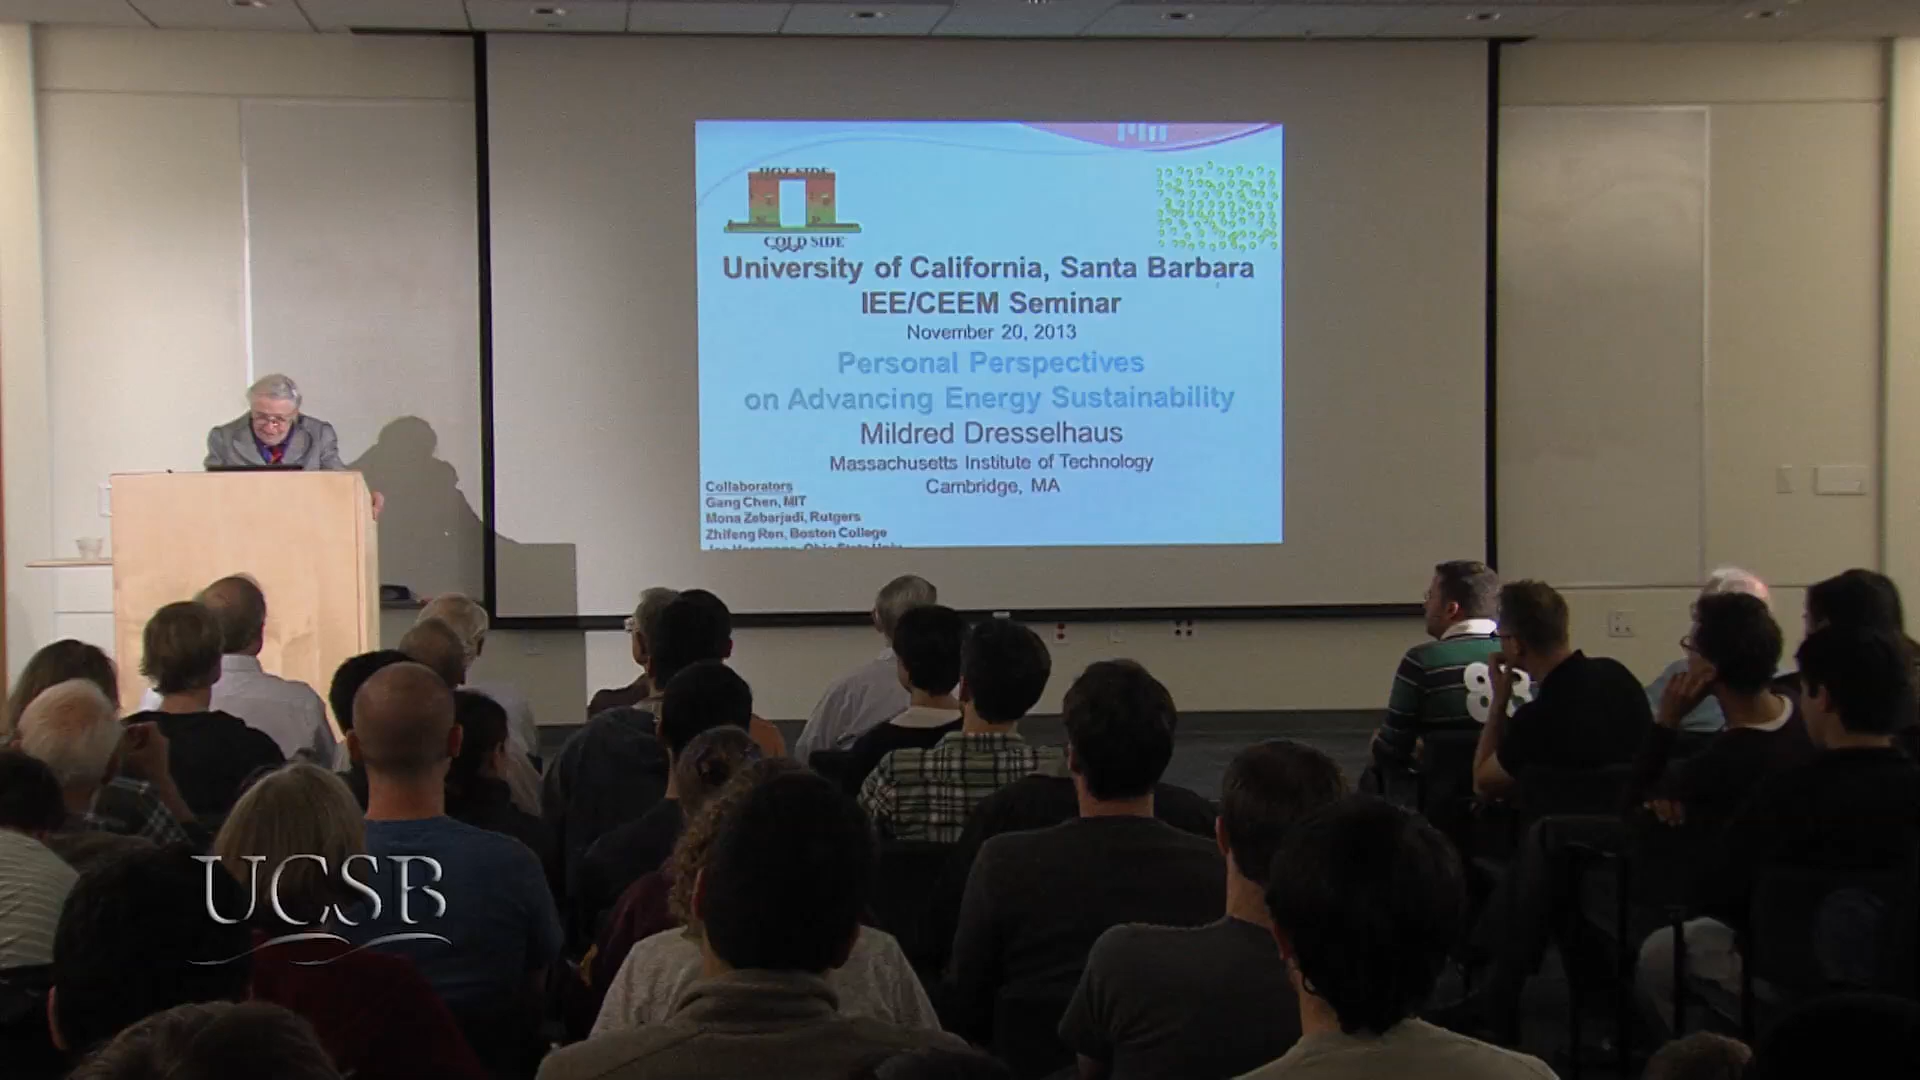 HOT SIDE
COLD SIDE
University of California, Santa Barbara
IEE/CEEM Seminar
November 20, 2013
Personal Perspectives
on Advancing Energy Sustainability
Mildred Dresselhaus
Massachusetts Institute of Technology
Cambridge, MA
Collaborators
Gang Chen, MIT
Mona Zebarjadi, Rutgers
Zhifeng Ren, Boston College
UCSB